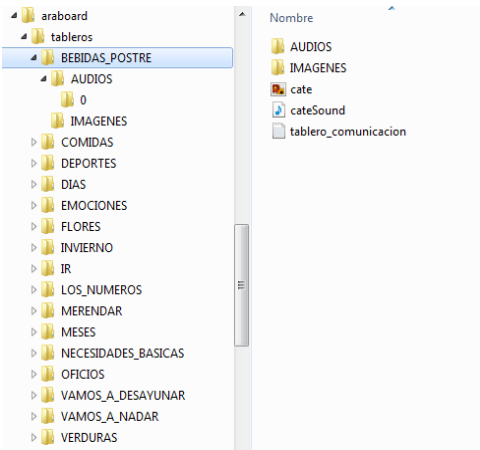 araboard
tableros
BEBIDAS_POSTRE
AUDIOS
0
IMAGENES
COMIDAS
DEPORTES
DIAS
EMOCIONES
FLORES
INVIERNO
IR
LOS_NUMEROS
MERENDAR
MESES
NECESIDADES_BASICAS
OFICIOS
VAMOS_A_DESAYUNAR
VAMOS_A_NADAR
VERDURAS
Nombre
AUDIOS
IMAGENES
cate
cateSound
tablero_comunicacion